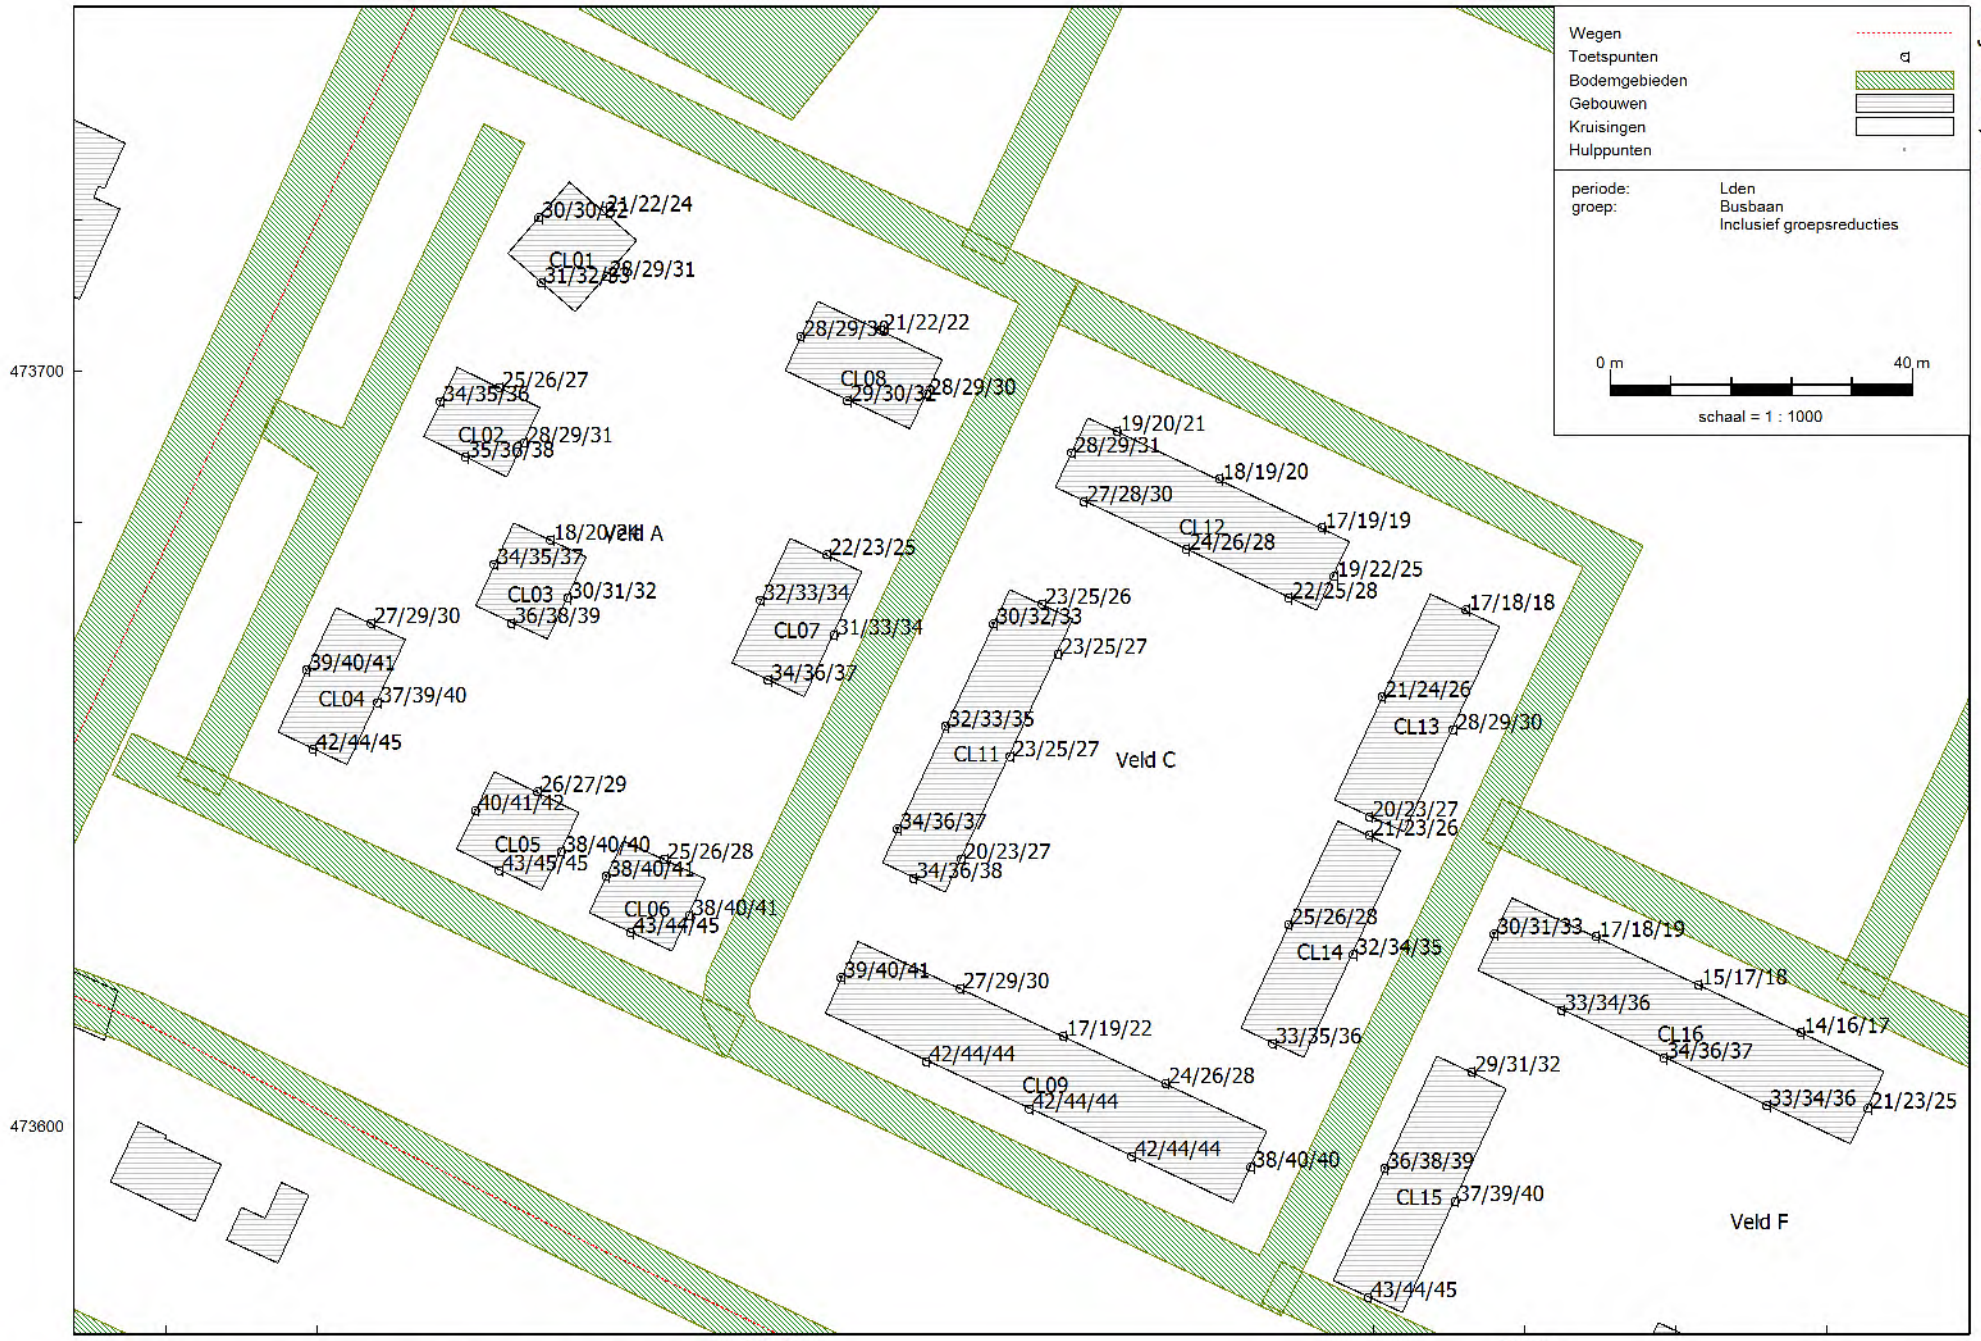 Wegen
Toetspunten
Bodemgebieden
Gebouwen
Kruisingen
Hulppunten
periode: Lden
groep: Busbaan
Inclusief groepsreducties
0 m 40 m
schaal = 1 : 1000
473700
473600
21/22/24
30/30/32
CL01
31/32/33
28/29/31
28/29/30
21/22/22
CL08
29/30/32
28/29/30
25/26/27
34/35/36
CL02
28/29/31
35/36/38
19/20/21
28/29/31
18/19/20
27/28/30
17/19/19
CL12
24/26/28
19/22/25
22/25/28
18/20/24
Veld A
34/35/37
CL03
30/31/32
36/38/39
22/23/25
32/33/34
CL07
31/33/34
34/36/37
27/29/30
39/40/41
CL04
37/39/40
42/44/45
23/25/26
30/32/33
23/25/27
32/33/35
CL11
23/25/27
34/36/37
20/23/27
34/36/38
Veld C
17/18/18
21/24/26
CL13
28/29/30
20/23/27
21/23/26
25/26/28
CL14
32/34/35
33/35/36
26/27/29
40/41/42
CL05
38/40/40
43/45/45
25/26/28
38/40/41
CL06
38/40/41
43/44/45
39/40/41
27/29/30
17/19/22
42/44/44
24/26/28
CL09
42/44/44
42/44/44
38/40/40
30/31/33
17/18/19
15/17/18
33/34/36
14/16/17
CL16
34/36/37
33/34/36
21/23/25
29/31/32
36/38/39
CL15
37/39/40
43/44/45
Veld F